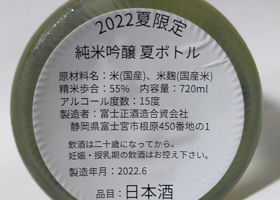 2022夏限定
純米吟醸 夏ボトル
原材料名：米(国産)、米麹(国産米)
精米歩合：55%　内容量：720ml
アルコール度数：15度
製造者：富士正酒造合資会社
静岡県富士宮市根原450番地の1
飲酒は二十歳になってから。
妊娠・授乳期の飲酒はお控え下さい。
製造年月：2022.6
品目：日本酒